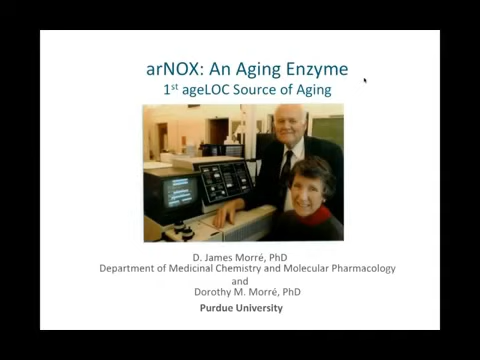 arNOX: An Aging Enzyme
1st ageLOC Source of Aging
D. James Morré, PhD
Department of Medicinal Chemistry and Molecular Pharmacology
and
Dorothy M. Morré, PhD
Purdue University